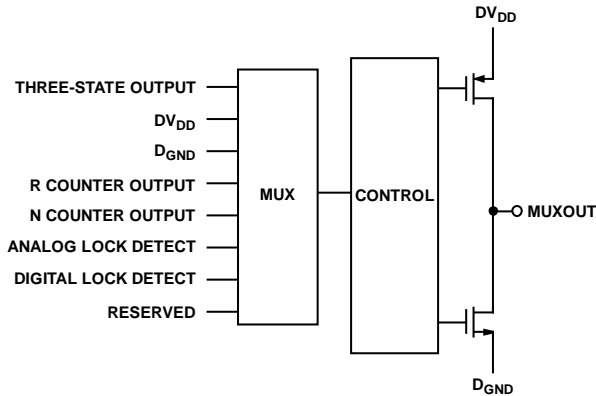 DVDD
THREE-STATE OUTPUT
DVDD
DGND
R COUNTER OUTPUT
N COUNTER OUTPUT
ANALOG LOCK DETECT
DIGITAL LOCK DETECT
RESERVED
MUX
CONTROL
MUXOUT
DGND